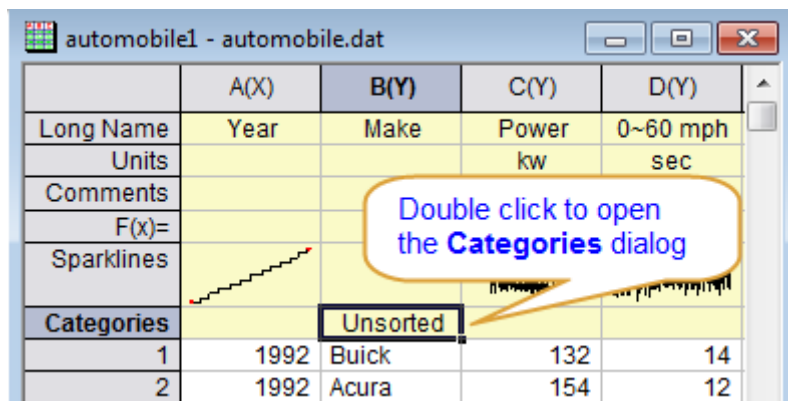 automobile1 - automobile.dat
A(X) B(Y) C(Y) D(Y)
Long Name Year Make Power 0~60 mph
Units kw sec
Comments
F(x)=
Sparklines
Double click to open
the Categories dialog
Categories Unsorted
1 1992 Buick 132 14
2 1992 Acura 154 12